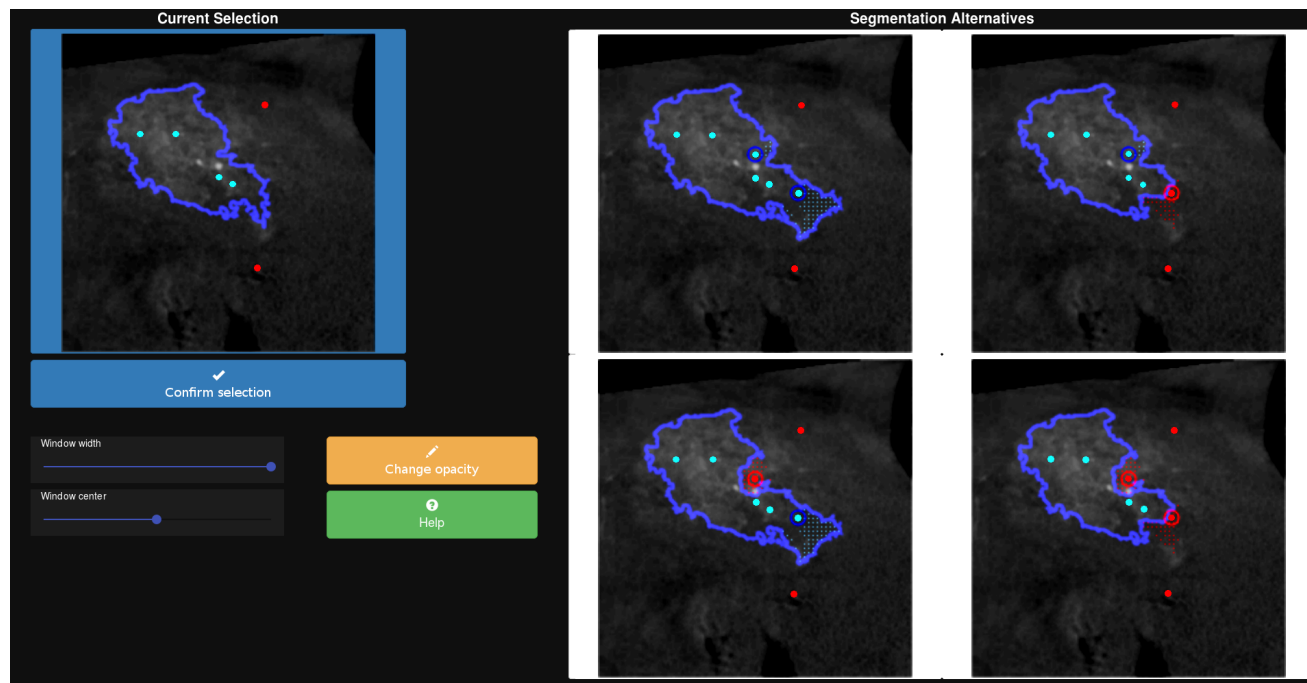 Current Selection
Segmentation Alternatives
Confirm selection
Window width
Window center
Change opacity
Help